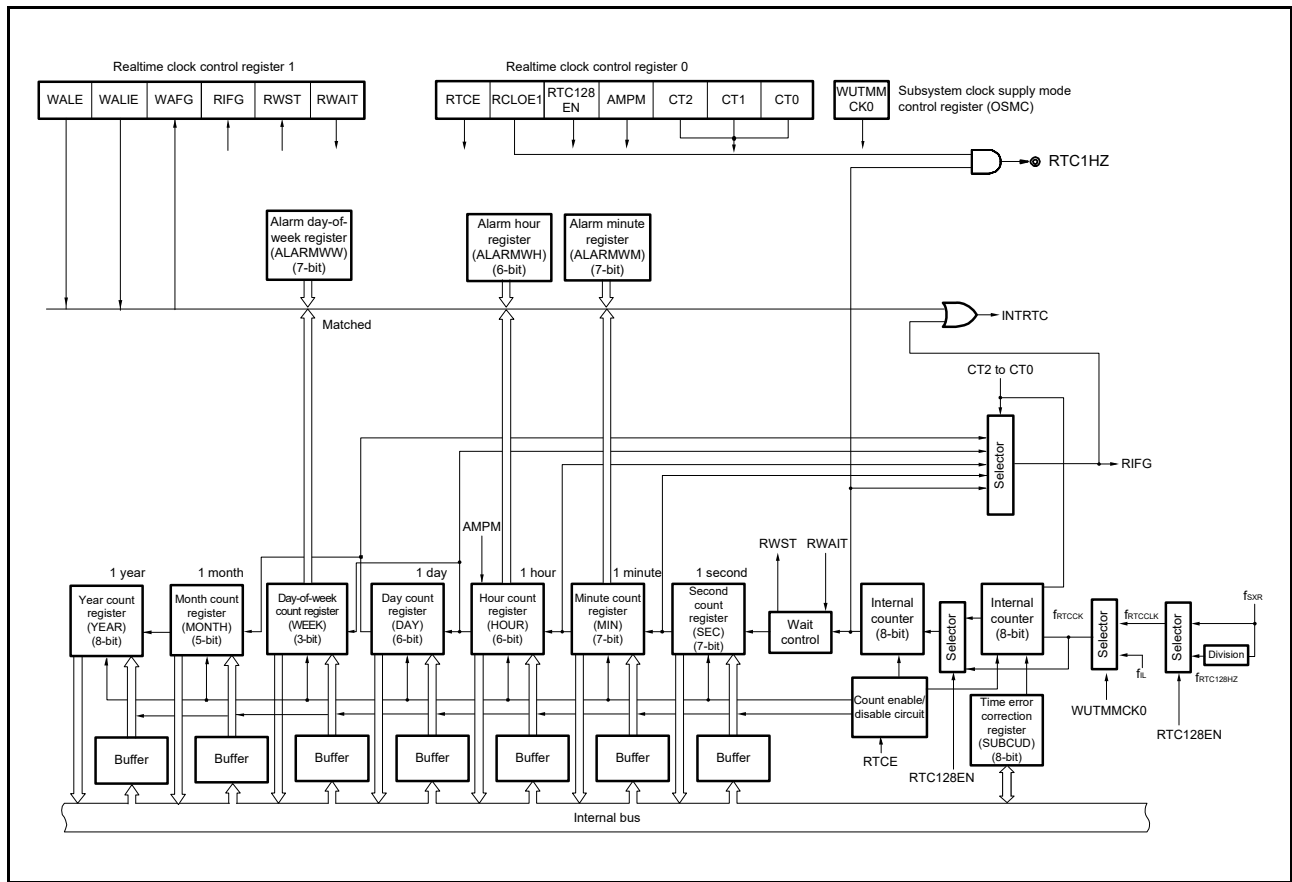 Realtime clock control register 1
WALE WALIE WAFG RIFG RWST RWAIT
Realtime clock control register 0
RTCE RCLOE1 RTC128 EN AMPM CT2 CT1 CT0
WUTMM
CK0
Subsystem clock supply mode
control register (OSMC)
RTC1HZ
Alarm day-of-
week register
(ALARMWW)
(7-bit)
Alarm hour
register
(ALARMWH)
(6-bit)
Alarm minute
register
(ALARMWM)
(7-bit)
Matched
INTRTC
CT2 to CT0
Selector
RIFG
AMPM
RWST
RWAIT
1 year
1 month
1 day
1 hour
1 minute
1 second
Year count
register
(YEAR)
(8-bit)
Month count
register
(MONTH)
(5-bit)
Day-of-week
count register
(WEEK)
(3-bit)
Day count
register
(DAY)
(6-bit)
Hour count
register
(HOUR)
(6-bit)
Minute count
register
(MIN)
(7-bit)
Second
count
register
(SEC)
(7-bit)
Wait
control
Internal
counter
(8-bit)
Selector
Internal
counter
(8-bit)
fRTCCK
Selector
fRTCCLK
Selector
fSXR
Division
fIL
fRTC128HZ
WUTMMCK0
RTC128EN
Count enable/
disable circuit
Time error
correction
register
(SUBCUD)
(8-bit)
RTCE
RTC128EN
Buffer
Buffer
Buffer
Buffer
Buffer
Buffer
Buffer
Internal bus